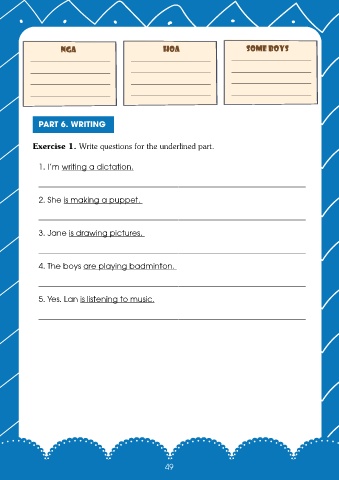 NGA
HOA
SOME BOYS
PART 6. WRITING
Exercise 1. Write questions for the underlined part.
1. I'm writing a dictation.
2. She is making a puppet.
3. Jane is drawing pictures.
4. The boys are playing badminton.
5. Yes. Lan is listening to music.
49